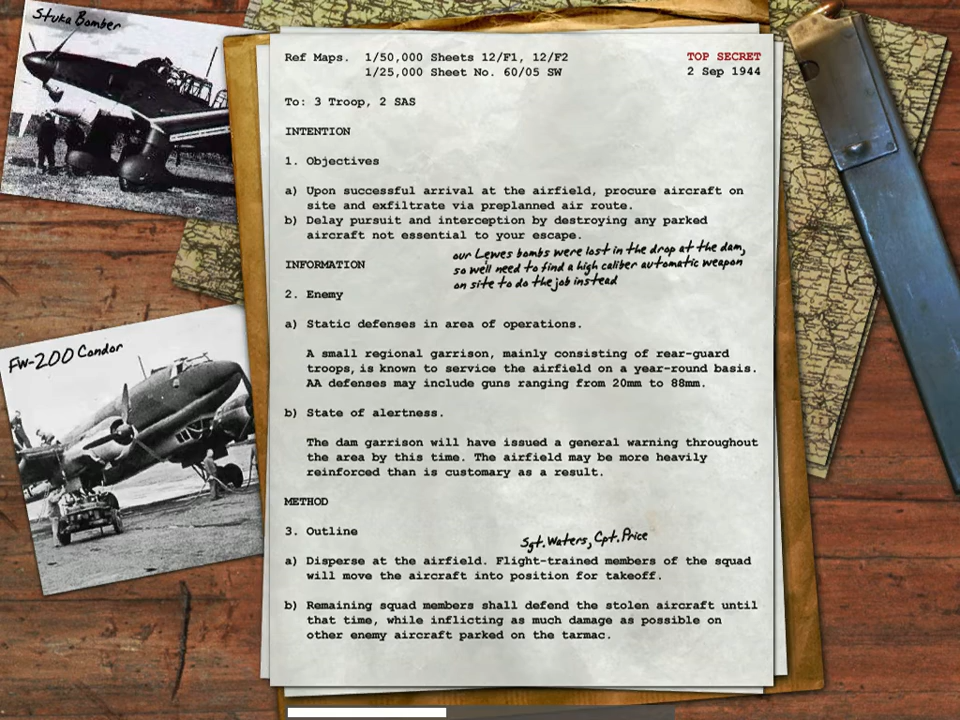 Stuka Bomber
Ref Maps. 1/50,000 Sheets 12/F1, 12/F2
1/25,000 Sheet No. 60/05 SW
TOP SECRET
2 Sep 1944
To: 3 Troop, 2 SAS
INTENTION
1. Objectives
a) Upon successful arrival at the airfield, procure aircraft on
site and exfiltrate via preplanned air route.
b) Delay pursuit and interception by destroying any parked
aircraft not essential to your escape.
our Lewes bombs were lost in the drop at the dam,
so we'll need to find a high caliber automatic weapon
on site to do the job instead
INFORMATION
2. Enemy
a) Static defenses in area of operations.
A small regional garrison, mainly consisting of rear-guard
troops, is known to service the airfield on a year-round basis.
AA defenses may include guns ranging from 20mm to 88mm.
b) State of alertness.
The dam garrison will have issued a general warning throughout
the area by this time. The airfield may be more heavily
reinforced than is customary as a result.
METHOD
3. Outline
Sgt. Waters, Cpt. Price
a) Disperse at the airfield. Flight-trained members of the squad
will move the aircraft into position for takeoff.
b) Remaining squad members shall defend the stolen aircraft until
that time, while inflicting as much damage as possible on
other enemy aircraft parked on the tarmac.
FW-200 Condor